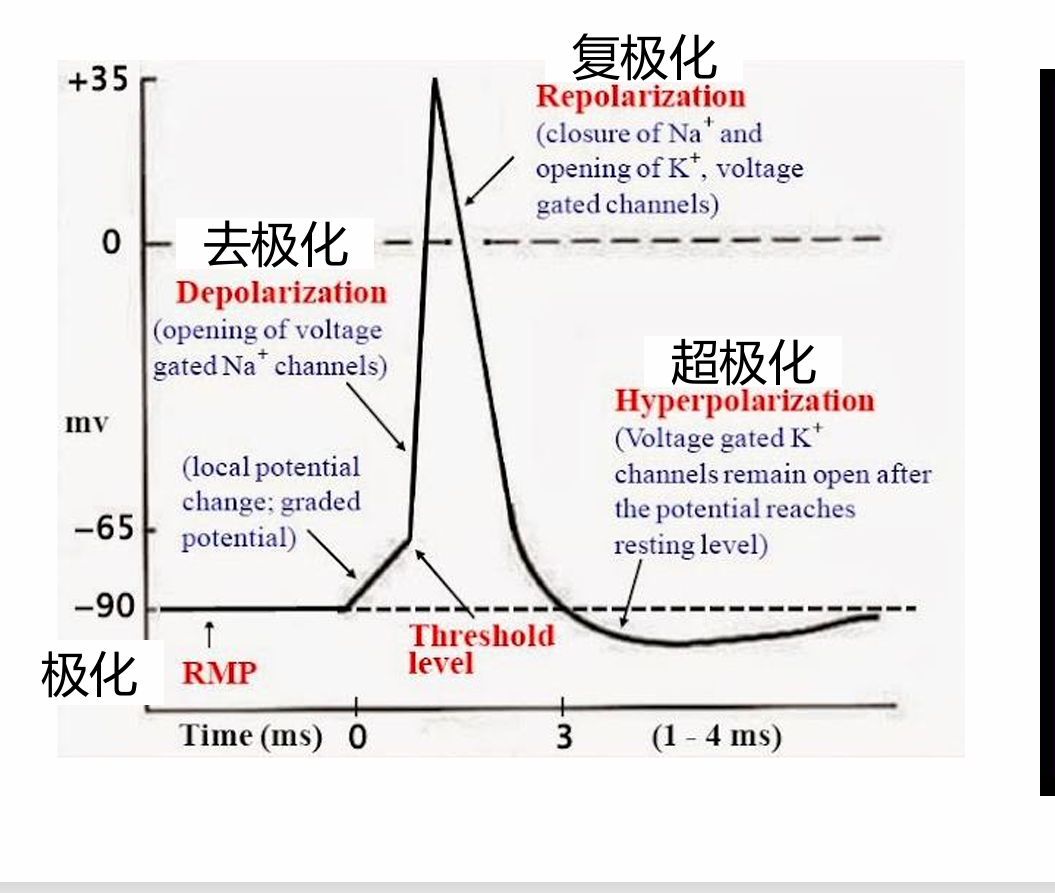 复极化
+35
Repolarization
(closure of Na⁺ and
opening of K⁺, voltage
gated channels)
0
去极化
Depolarization
(opening of voltage
gated Na⁺ channels)
超极化
Hyperpolarization
(Voltage gated K⁺
channels remain open after
the potential reaches
resting level)
mv
(local potential
change; graded
potential)
−65
−90
Threshold
level
极化
RMP
Time (ms) 0 3 (1 - 4 ms)